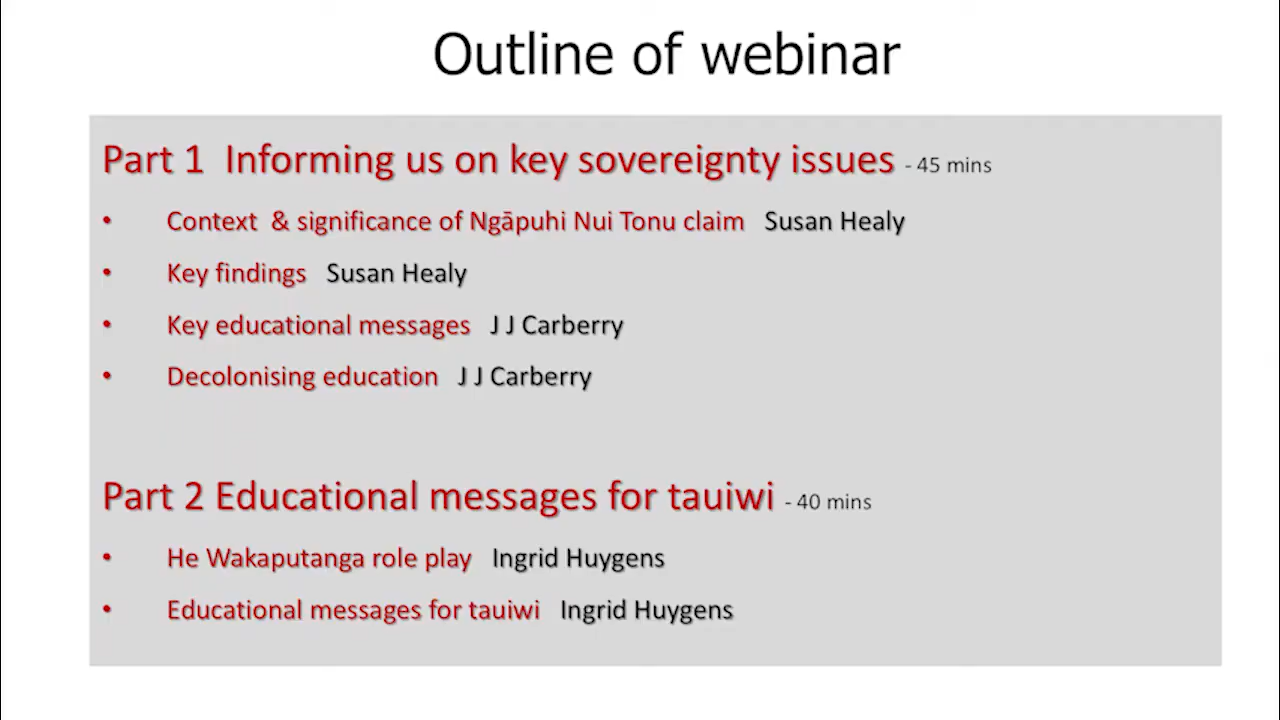 Outline of webinar
Part 1 Informing us on key sovereignty issues - 45 mins
• Context & significance of Ngāpuhi Nui Tonu claim Susan Healy
• Key findings Susan Healy
• Key educational messages J J Carberry
• Decolonising education J J Carberry
Part 2 Educational messages for tauiwi - 40 mins
• He Wakaputanga role play Ingrid Huygens
• Educational messages for tauiwi Ingrid Huygens